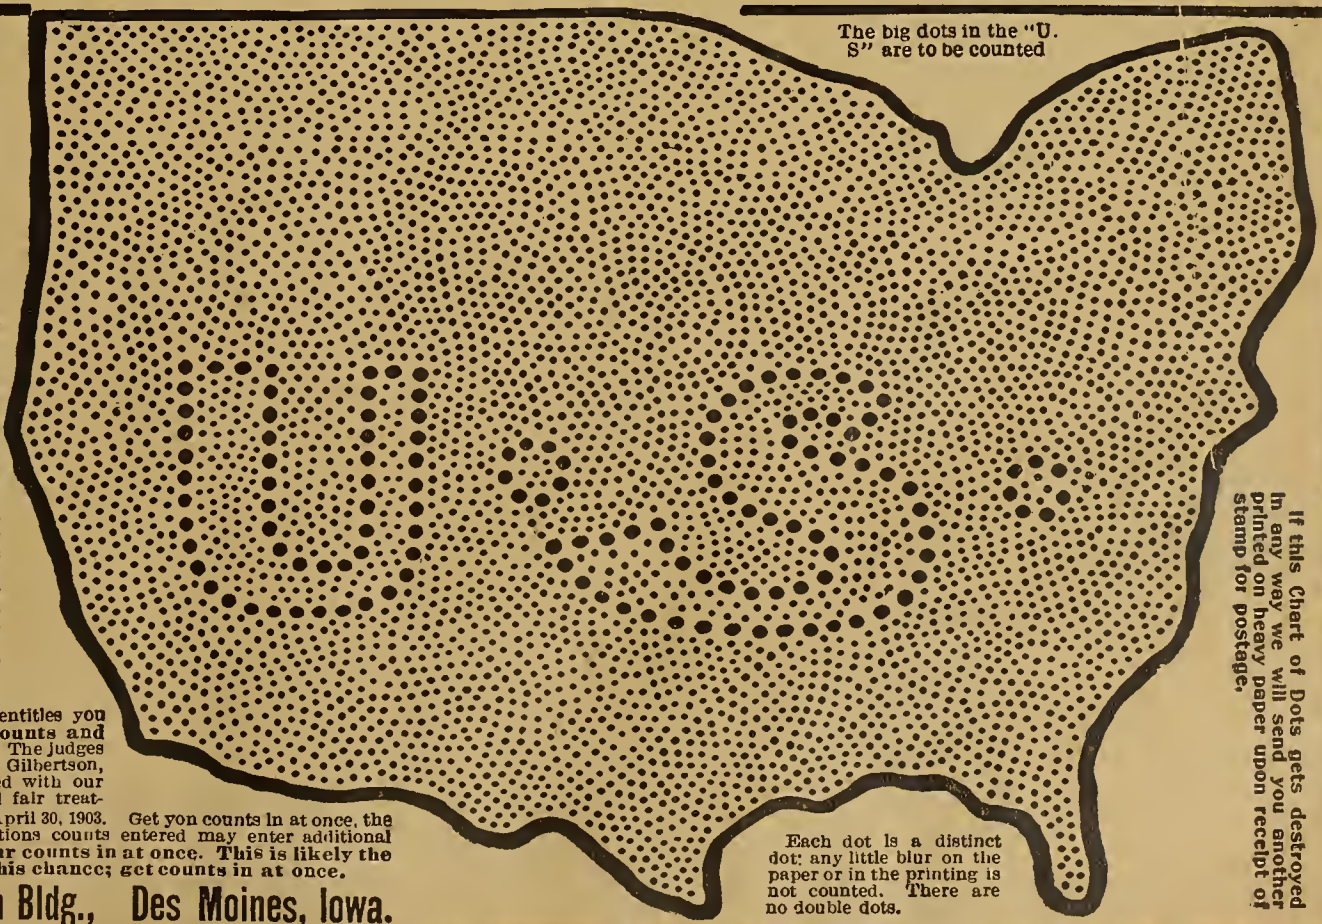 The big dots in the "U.
S" are to be counted
If this Chart of Dots gets destroyed
in any way we will send you another
printed on heavy paper upon receipt of
stamp for postage.
entitles you
ounts and
The judges
Gilbertson,
ed with our
fair treat-
pril 30, 1903. Get yon counts in at once, the
tions counts entered may enter additional
r counts in at once. This is likely the
his chance; get counts in at once.
Bldg., Des Moines, Iowa.
Each dot is a distinct
dot; any little blur on the
paper or in the printing is
not counted. There are
no double dots.
U.S.